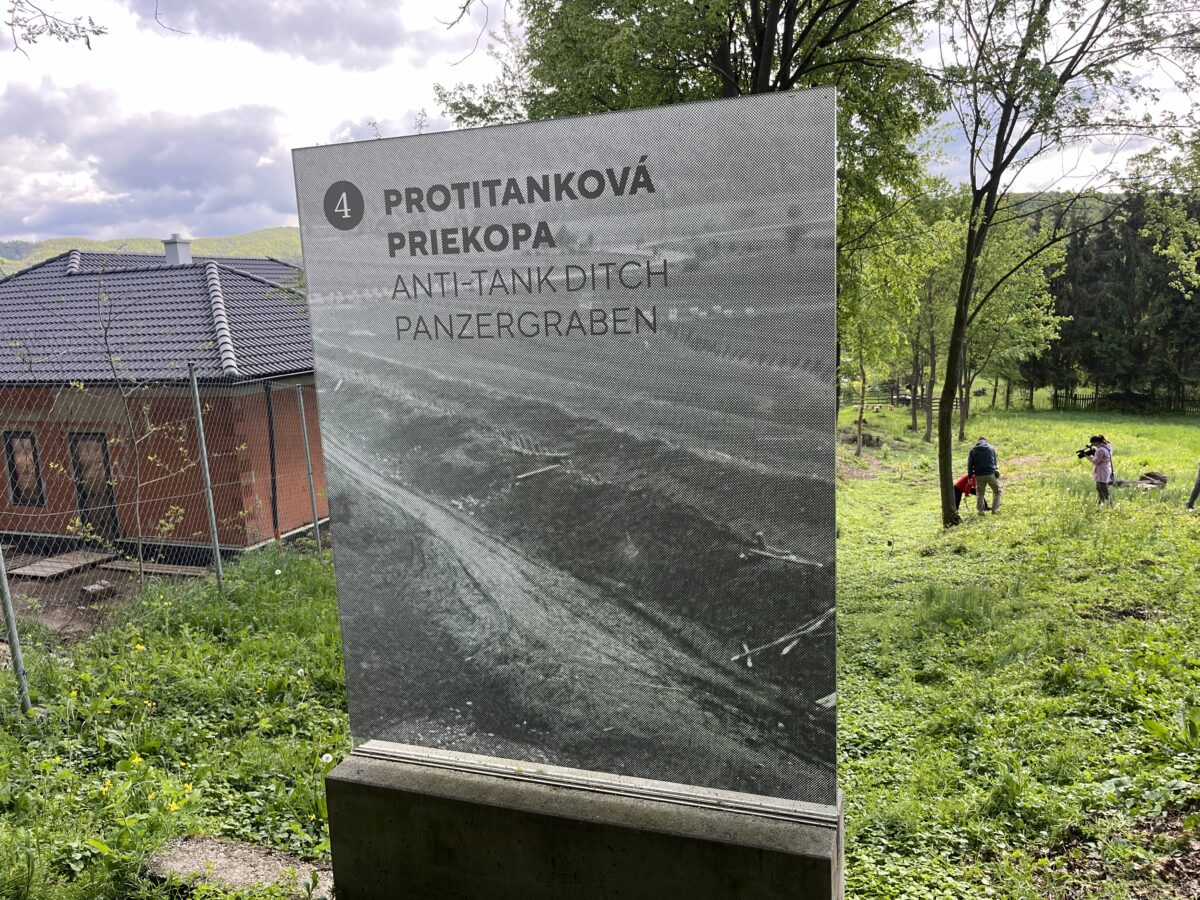 4 PROTITANKOVÁ
PRIEKOPA
ANTI-TANK DITCH
PANZERGRABEN